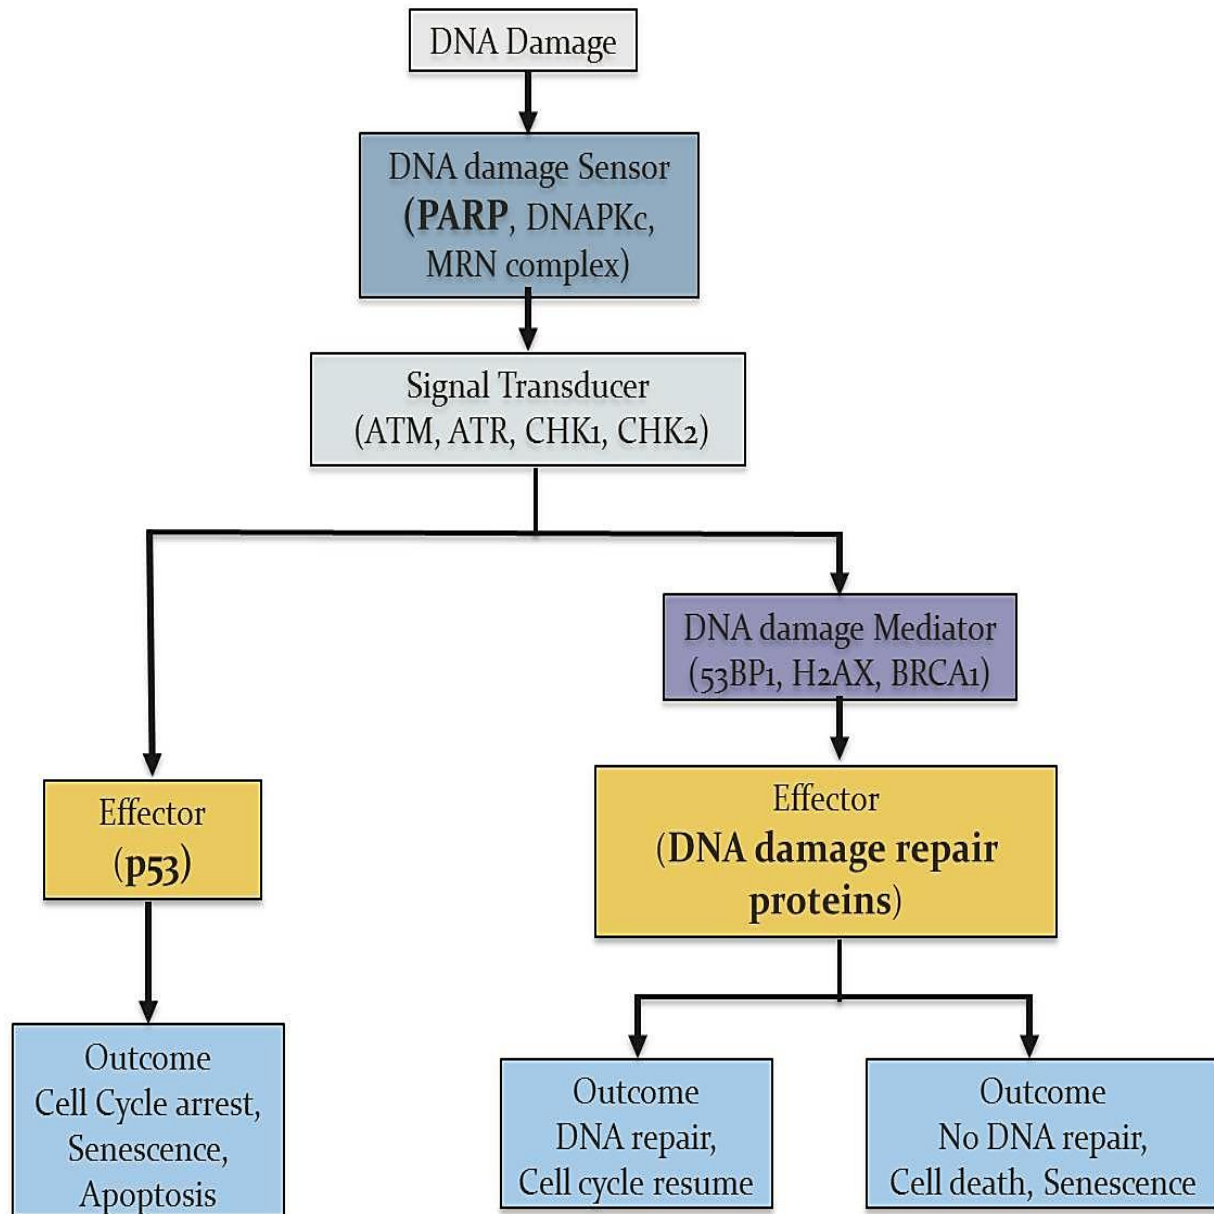 DNA Damage
DNA damage Sensor
(PARP, DNAPKc,
MRN complex)
Signal Transducer
(ATM, ATR, CHK1, CHK2)
DNA damage Mediator
(53BP1, H2AX, BRCA1)
Effector
(p53)
Effector
(DNA damage repair
proteins)
Outcome
Cell Cycle arrest,
Senescence,
Apoptosis
Outcome
DNA repair,
Cell cycle resume
Outcome
No DNA repair,
Cell death, Senescence